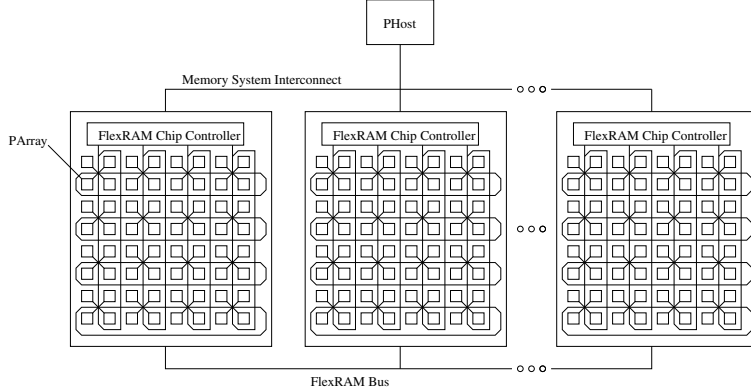 PHost
Memory System Interconnect
FlexRAM Chip Controller
FlexRAM Chip Controller
FlexRAM Chip Controller
PArray
FlexRAM Bus